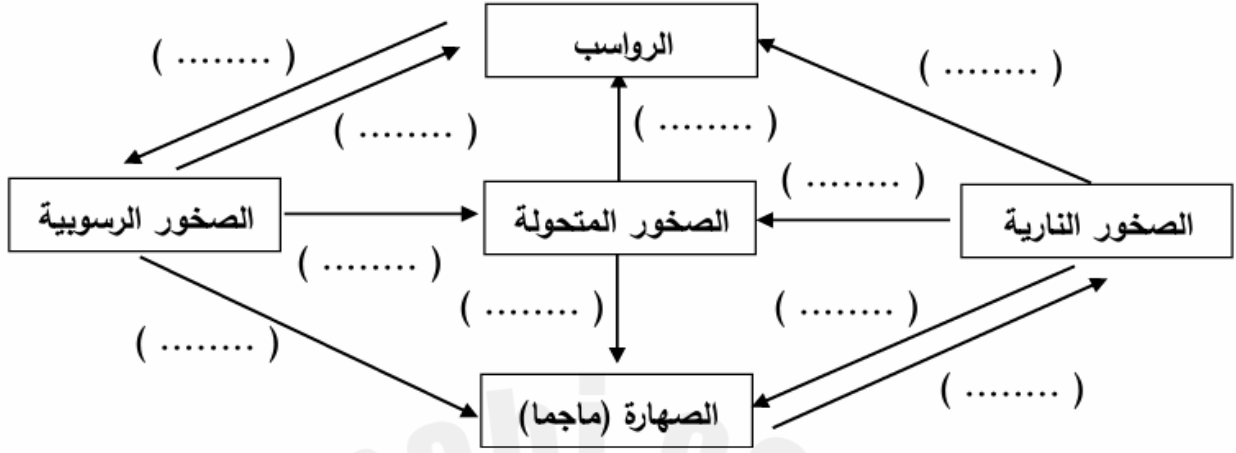 الرواسب
( ........ )
( ........ )
( ........ )
( ........ )
( ........ )
الصخور النارية
الصخور المتحولة
الصخور الرسوبية
( ........ )
( ........ )
( ........ )
( ........ )
( ........ )
الصهارة (ماجما)